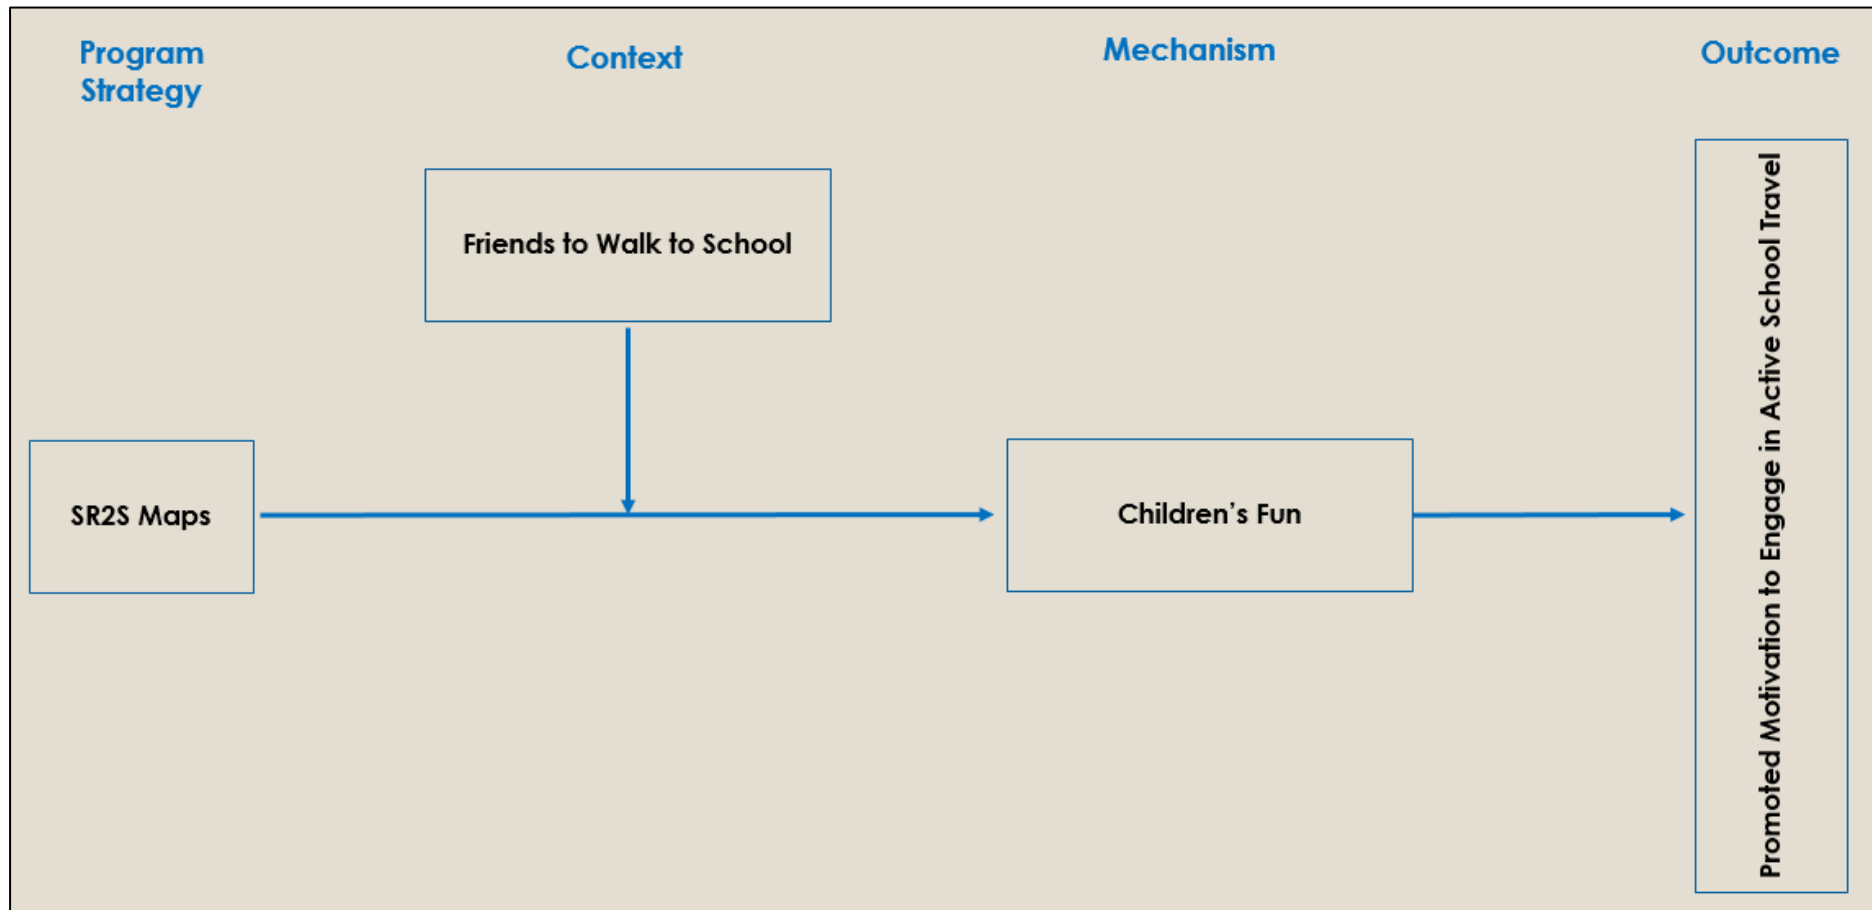 Program
Strategy
Context
Mechanism
Outcome
Friends to Walk to School
SR2S Maps
Children's Fun
Promoted Motivation to Engage in Active School Travel